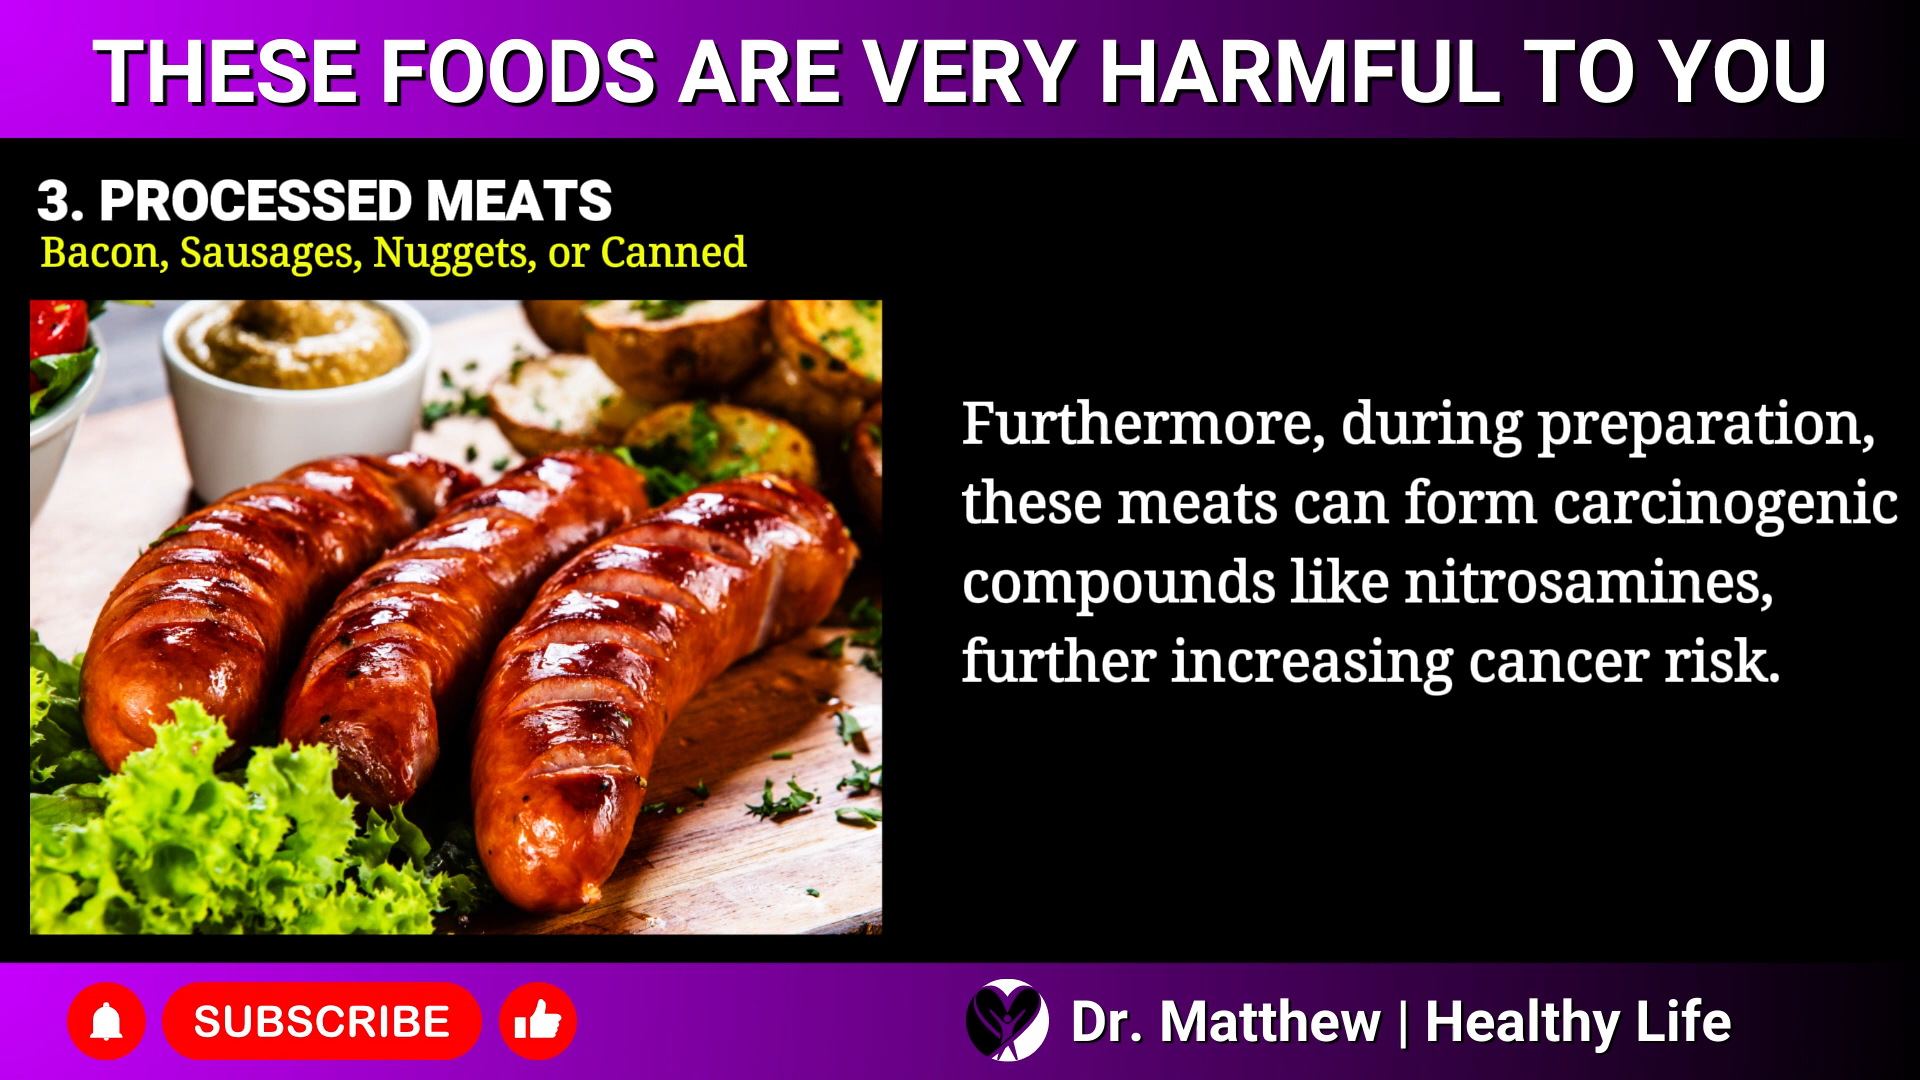 THESE FOODS ARE VERY HARMFUL TO YOU
3. PROCESSED MEATS
Bacon, Sausages, Nuggets, or Canned
Furthermore, during preparation,
these meats can form carcinogenic
compounds like nitrosamines,
further increasing cancer risk.
SUBSCRIBE
Dr. Matthew | Healthy Life